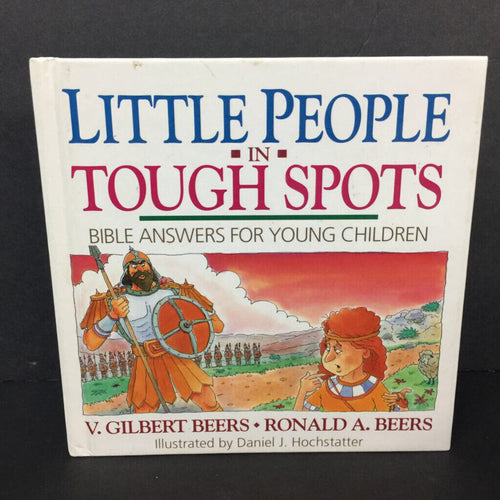 LITTLE PEOPLE
▪ IN ▪
TOUGH SPOTS
BIBLE ANSWERS FOR YOUNG CHILDREN
V. GILBERT BEERS • RONALD A. BEERS
Illustrated by Daniel J. Hochstatter